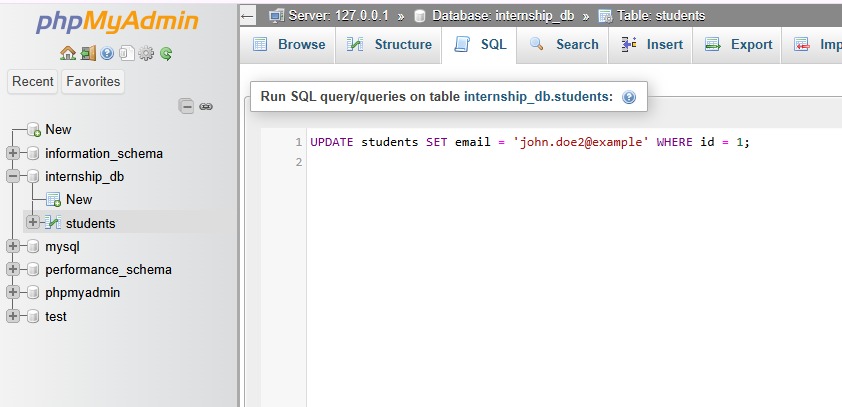 phpMyAdmin
Recent Favorites
New
information_schema
internship_db
New
students
mysql
performance_schema
phpmyadmin
test
Server: 127.0.0.1 » Database: internship_db » Table: students
Browse Structure SQL Search Insert Export Imp
Run SQL query/queries on table internship_db.students:
1 UPDATE students SET email = 'john.doe2@example' WHERE id = 1;
2